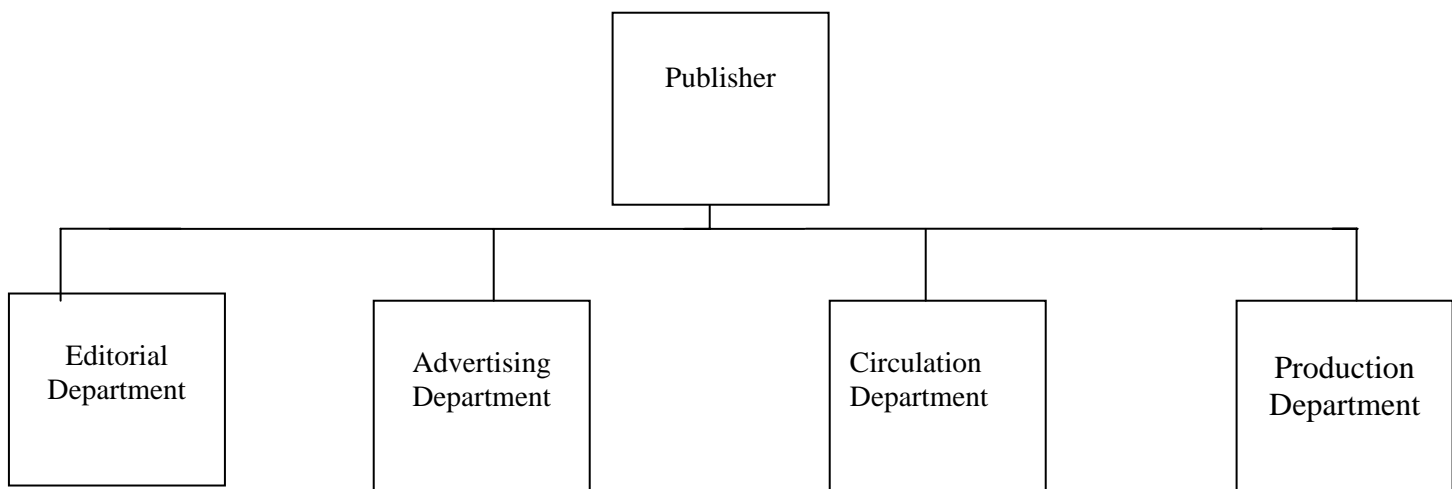 Publisher
Editorial
Department
Advertising
Department
Circulation
Department
Production
Department